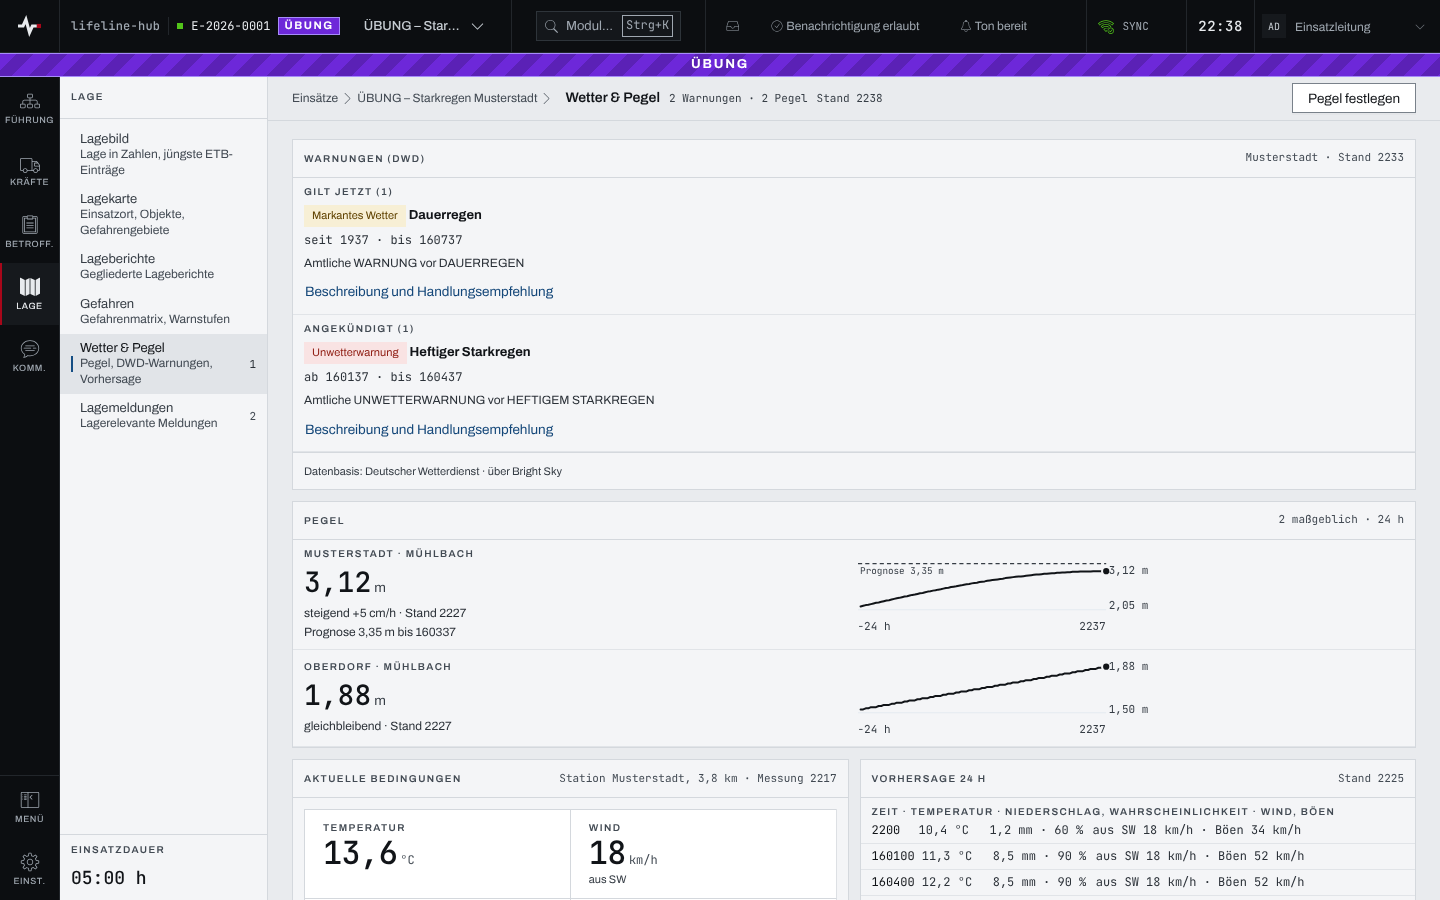 lifeline-hub E-2026-0001 ÜBUNG ÜBUNG – Star... Modul... Strg+K Benachrichtigung erlaubt Ton bereit SYNC 22:38 AD Einsatzleitung
ÜBUNG
FÜHRUNG
KRÄFTE
BETROFF.
LAGE
KOMM.
MENÜ
EINST.
LAGE
Lagebild
Lage in Zahlen, jüngste ETB-
Einträge
Lagekarte
Einsatzort, Objekte,
Gefahrengebiete
Lageberichte
Gegliederte Lageberichte
Gefahren
Gefahrenmatrix, Warnstufen
Wetter & Pegel
Pegel, DWD-Warnungen, 1
Vorhersage
Lagemeldungen
Lagerelevante Meldungen 2
EINSATZDAUER
05:00 h
Einsätze ÜBUNG – Starkregen Musterstadt Wetter & Pegel 2 Warnungen · 2 Pegel Stand 2238 Pegel festlegen
WARNUNGEN (DWD) Musterstadt · Stand 2233
GILT JETZT (1)
Markantes Wetter Dauerregen
seit 1937 · bis 160737
Amtliche WARNUNG vor DAUERREGEN
Beschreibung und Handlungsempfehlung
ANGEKÜNDIGT (1)
Unwetterwarnung Heftiger Starkregen
ab 160137 · bis 160437
Amtliche UNWETTERWARNUNG vor HEFTIGEM STARKREGEN
Beschreibung und Handlungsempfehlung
Datenbasis: Deutscher Wetterdienst · über Bright Sky
PEGEL 2 maßgeblich · 24 h
MUSTERSTADT · MÜHLBACH
3,12 m
steigend +5 cm/h · Stand 2227
Prognose 3,35 m bis 160337
Prognose 3,35 m 3,12 m
2,05 m
-24 h 2237
OBERDORF · MÜHLBACH
1,88 m
gleichbleibend · Stand 2227
1,88 m
1,50 m
-24 h 2237
AKTUELLE BEDINGUNGEN Station Musterstadt, 3,8 km · Messung 2217
TEMPERATUR
13,6 °C
WIND
18 km/h
aus SW
VORHERSAGE 24 H Stand 2225
ZEIT · TEMPERATUR · NIEDERSCHLAG, WAHRSCHEINLICHKEIT · WIND, BÖEN
2200 10,4 °C 1,2 mm · 60 % aus SW 18 km/h · Böen 34 km/h
160100 11,3 °C 8,5 mm · 90 % aus SW 18 km/h · Böen 52 km/h
160400 12,2 °C 8,5 mm · 90 % aus SW 18 km/h · Böen 52 km/h